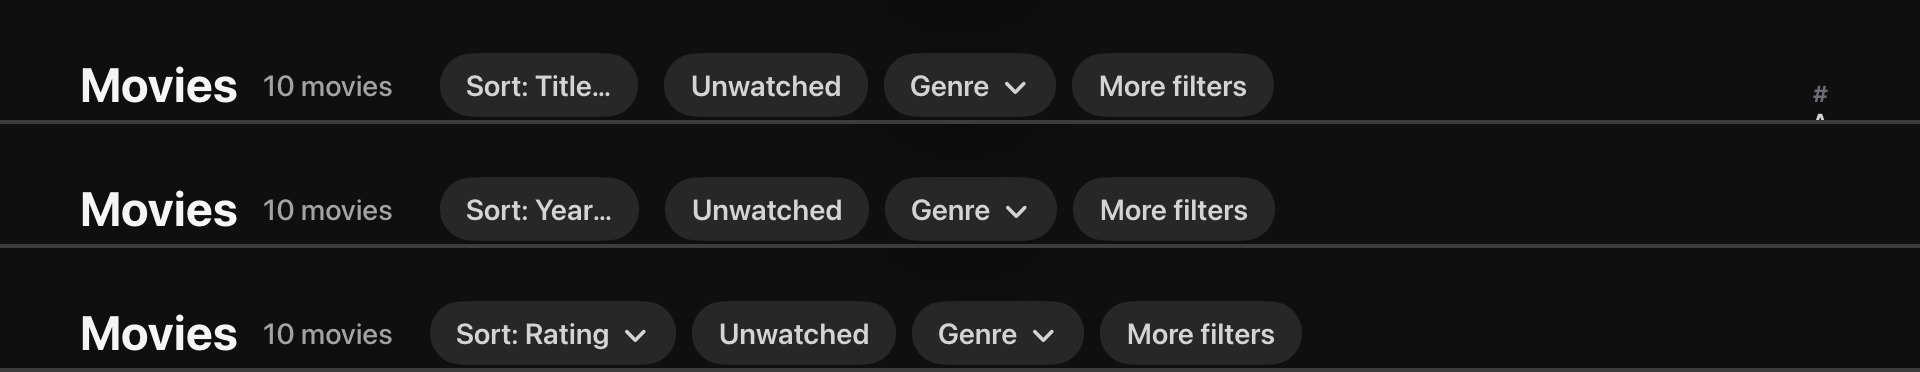 Movies 10 movies Sort: Title... Unwatched Genre More filters
#
A
Movies 10 movies Sort: Year... Unwatched Genre More filters
Movies 10 movies Sort: Rating Unwatched Genre More filters